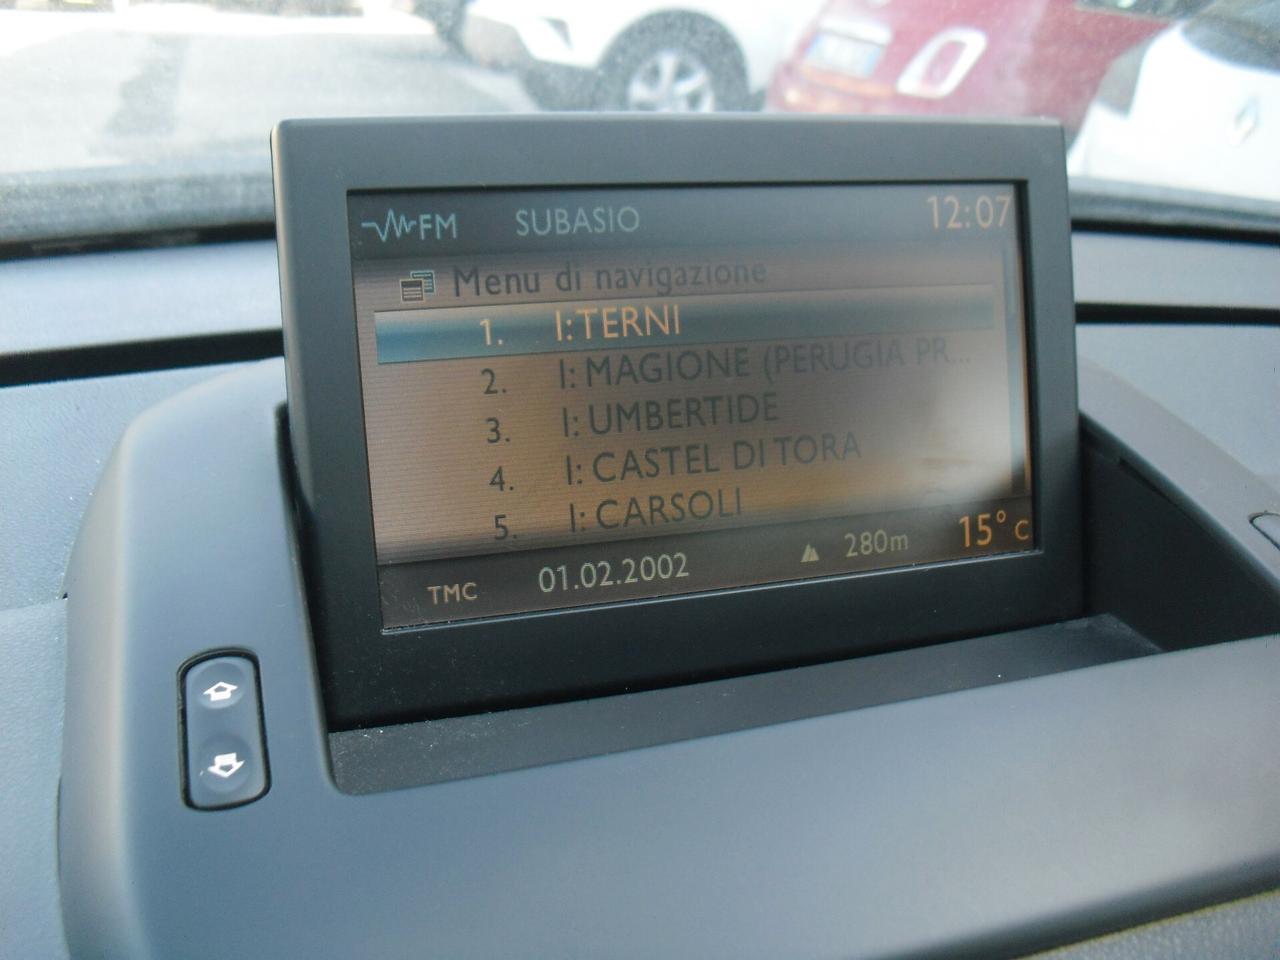 FM SUBASIO 12:07
Menu di navigazione
1. I: TERNI
2. I: MAGIONE (PERUGIA PR...
3. I: UMBERTIDE
4. I: CASTEL DI TORA
5. I: CARSOLI
TMC 01.02.2002 280m 15° C